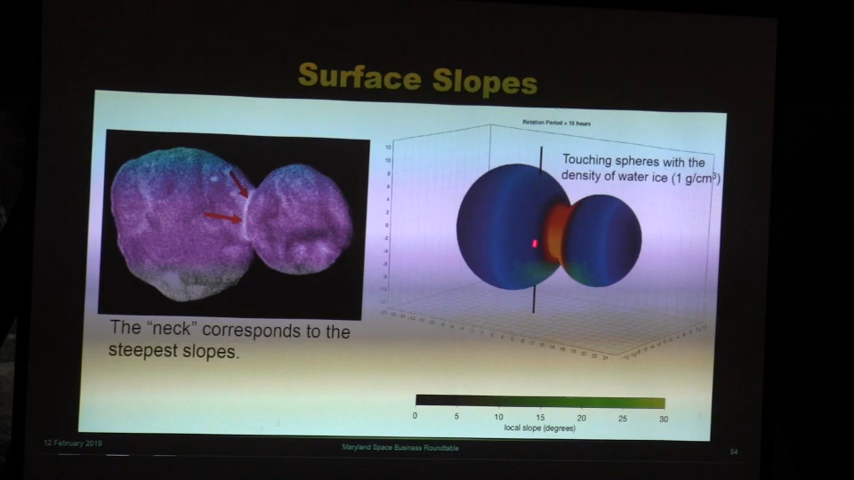 Surface Slopes
Rotation Period = 15 hours
Touching spheres with the
density of water ice (1 g/cm³)
The "neck" corresponds to the
steepest slopes.
0 5 10 15 20 25 30
local slope (degrees)
12 February 2019
Maryland Space Business Roundtable
54